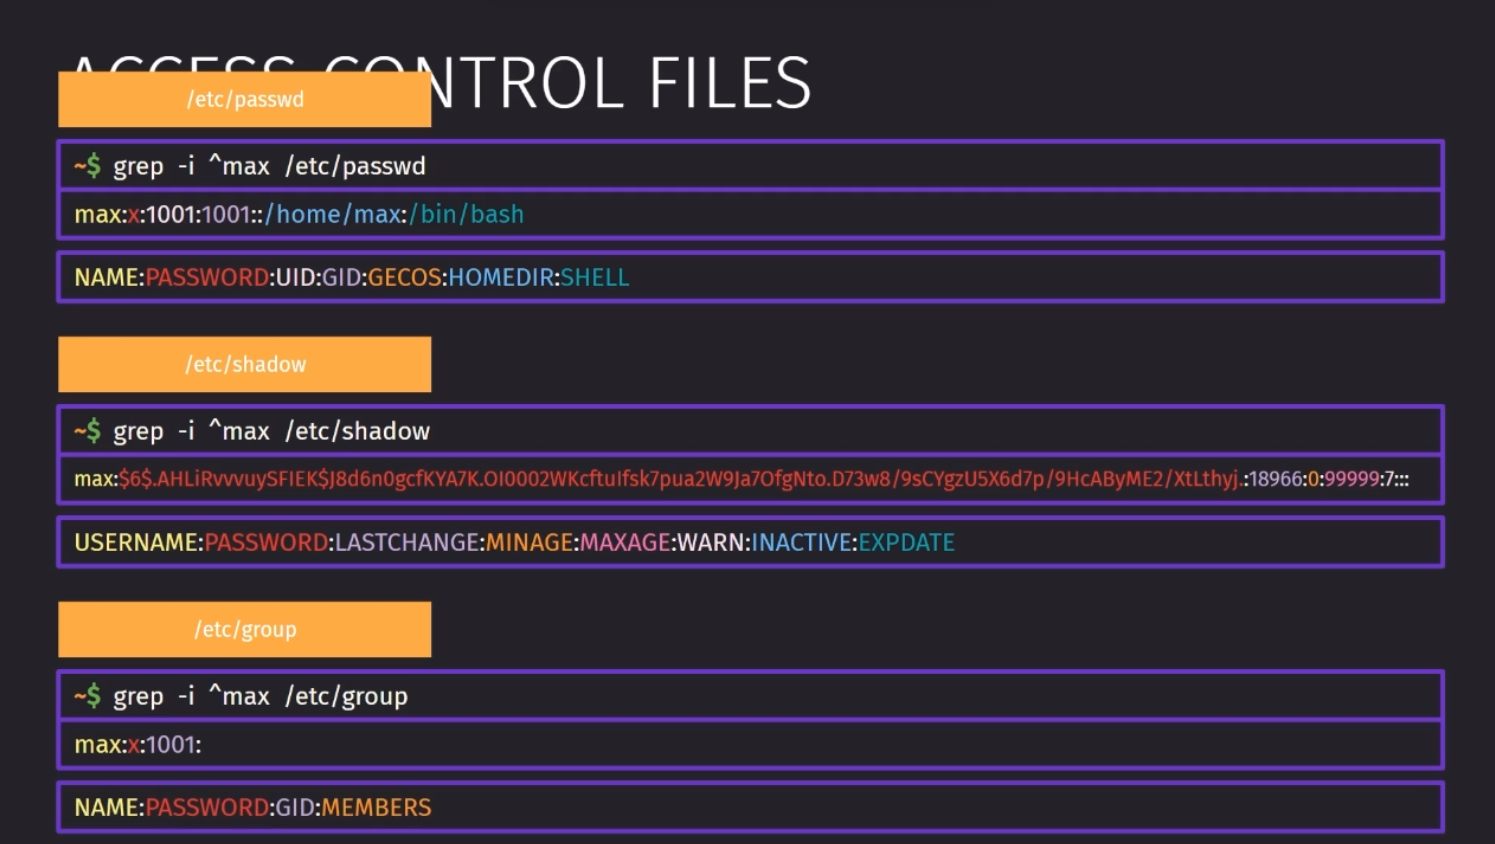 ACCESS CONTROL FILES
/etc/passwd
~$ grep -i ^max /etc/passwd
max:x:1001:1001::/home/max:/bin/bash
NAME:PASSWORD:UID:GID:GECOS:HOMEDIR:SHELL
/etc/shadow
~$ grep -i ^max /etc/shadow
max:$6$.AHLiRvvvuySFIEK$J8d6n0gcfKYA7K.OI0002WKcftuIfsk7pua2W9Ja7OfgNto.D73w8/9sCYgzU5X6d7p/9HcAByME2/XtLthyj.:18966:0:99999:7:::
USERNAME:PASSWORD:LASTCHANGE:MINAGE:MAXAGE:WARN:INACTIVE:EXPDATE
/etc/group
~$ grep -i ^max /etc/group
max:x:1001:
NAME:PASSWORD:GID:MEMBERS